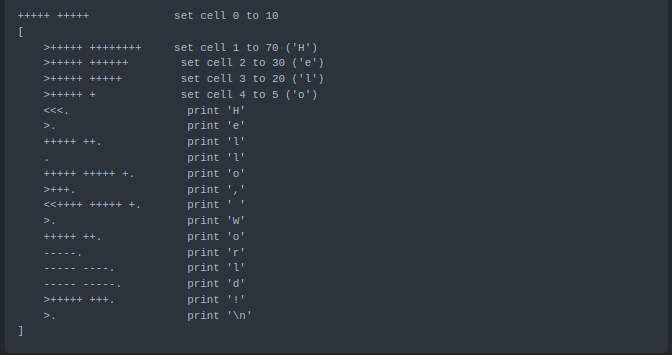 +++++ +++++             set cell 0 to 10
[
    >+++++ ++++++++     set cell 1 to 70 ('H')
    >+++++ ++++++        set cell 2 to 30 ('e')
    >+++++ +++++         set cell 3 to 20 ('l')
    >+++++ +             set cell 4 to 5 ('o')
    <<<.                  print 'H'
    >.                    print 'e'
    +++++ ++.             print 'l'
    .                     print 'l'
    +++++ +++++ +.        print 'o'
    >+++.                 print ','
    <<++++ +++++ +.       print ' '
    >.                    print 'W'
    +++++ ++.             print 'o'
    -----.                print 'r'
    ----- ----.           print 'l'
    ----- -----.          print 'd'
    >+++++ +++.           print '!'
    >.                    print '\n'
]